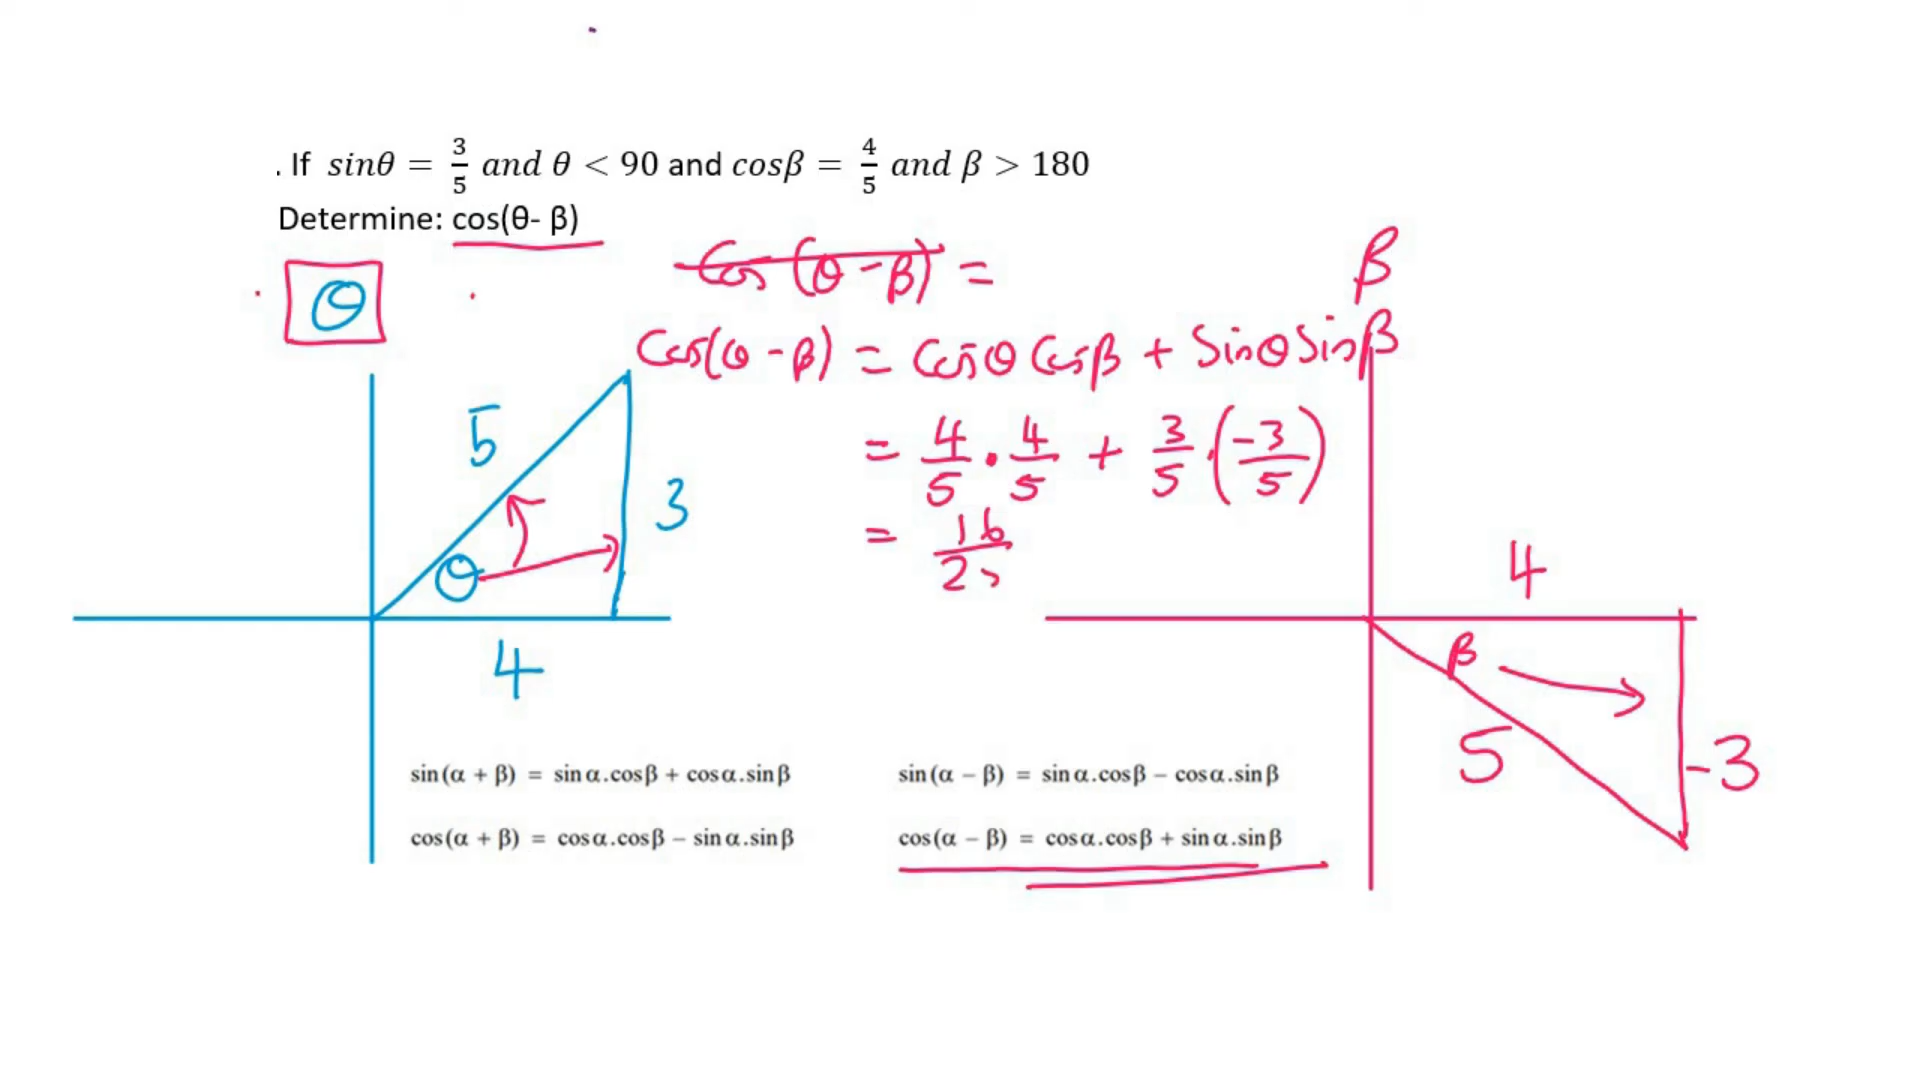 . If sinθ = 3/5 and θ < 90 and cosβ = 4/5 and β > 180
Determine: cos(θ- β)
θ
Cos (θ - β) =
β
Cos(θ - β) = Cosθ Cosβ + Sinθ Sinβ
= 4/5 . 4/5 + 3/5 . (-3/5)
= 16/25
5
3
θ
4
4
β
5
-3
sin(α + β) = sinα.cosβ + cosα.sinβ
sin(α − β) = sinα.cosβ − cosα.sinβ
cos(α + β) = cosα.cosβ − sinα.sinβ
cos(α − β) = cosα.cosβ + sinα.sinβ